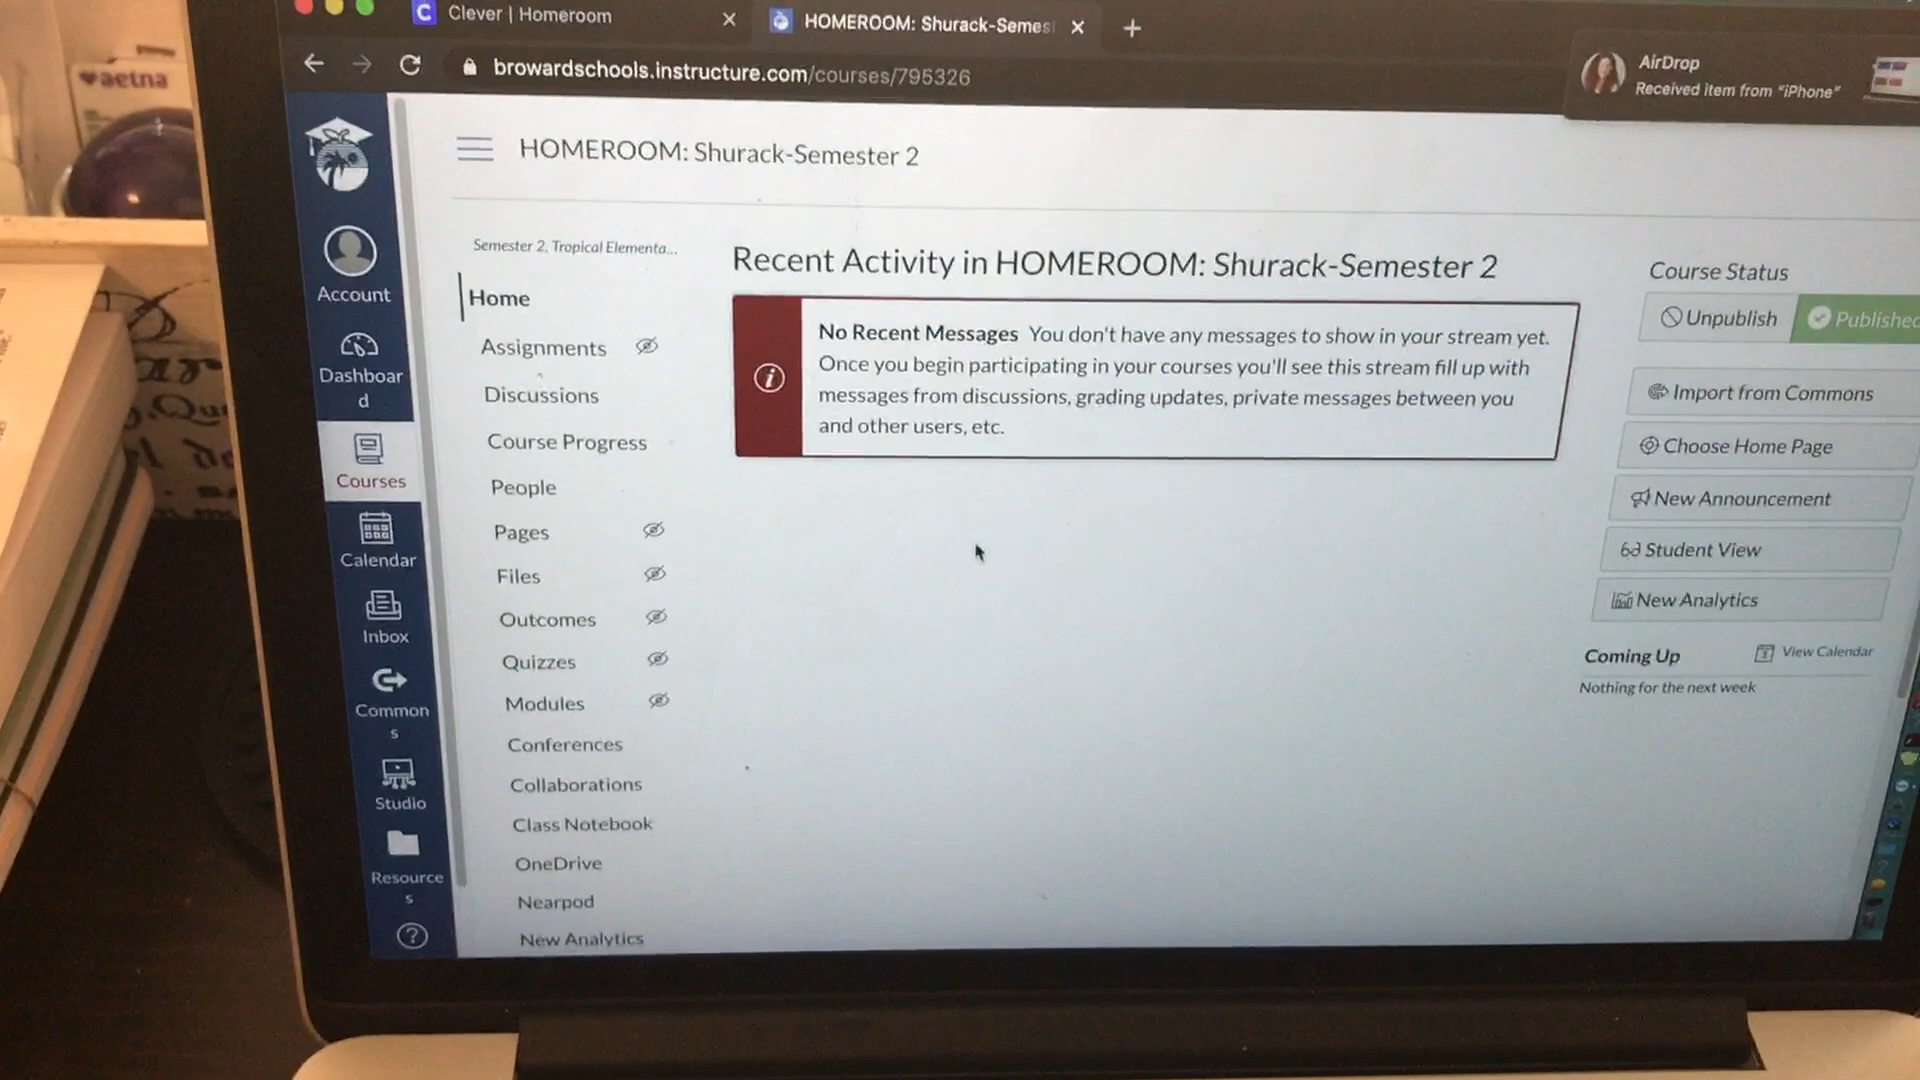 Clever | Homeroom
HOMEROOM: Shurack-Semes
browardschools.instructure.com/courses/795326
AirDrop
Received item from "iPhone"
aetna
HOMEROOM: Shurack-Semester 2
Account
Dashboar
d
Courses
Calendar
Inbox
Common
s
Studio
Resource
s
?
Semester 2, Tropical Elementa...
Home
Assignments
Discussions
Course Progress
People
Pages
Files
Outcomes
Quizzes
Modules
Conferences
Collaborations
Class Notebook
OneDrive
Nearpod
New Analytics
Recent Activity in HOMEROOM: Shurack-Semester 2
No Recent Messages You don't have any messages to show in your stream yet.
Once you begin participating in your courses you'll see this stream fill up with
messages from discussions, grading updates, private messages between you
and other users, etc.
Course Status
Unpublish
Published
Import from Commons
Choose Home Page
New Announcement
Student View
New Analytics
Coming Up
View Calendar
Nothing for the next week